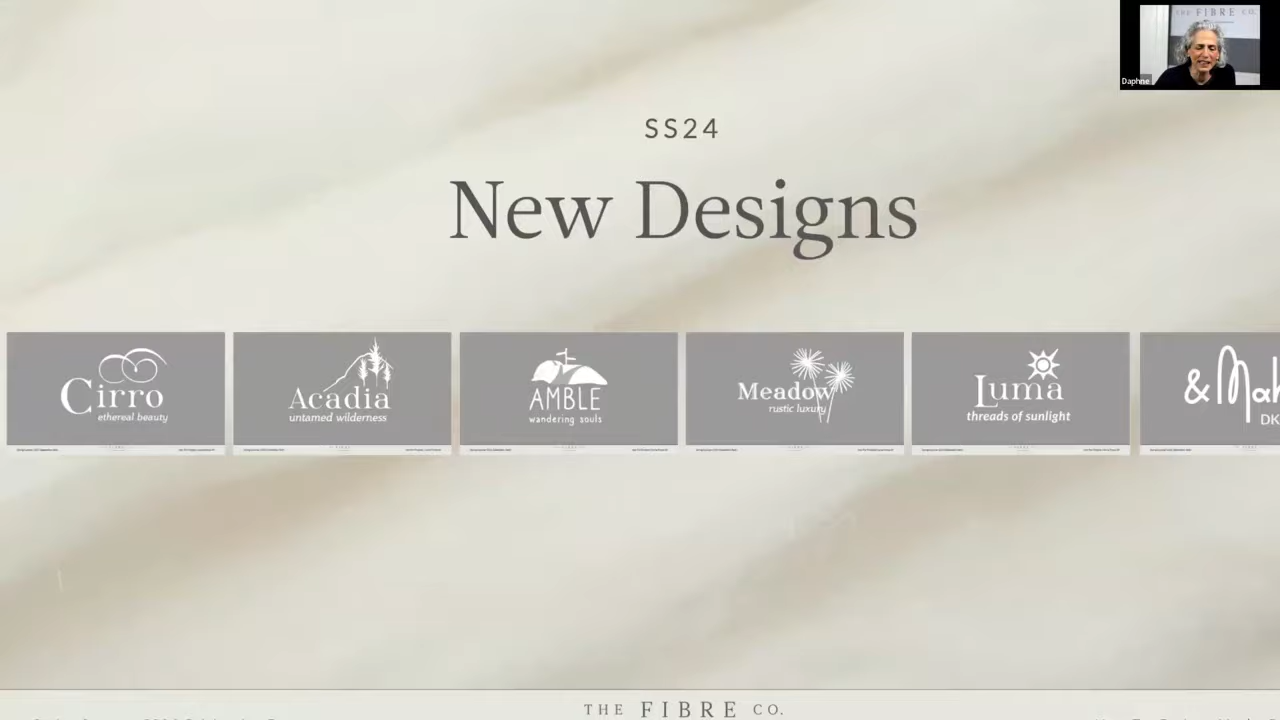 THE FIBRE CO.
Daphne
SS24
New Designs
Cirro
ethereal beauty
Acadia
untamed wilderness
AMBLE
wandering souls
Meadow
rustic luxury
Luma
threads of sunlight
&
DK
THE FIBRE CO.